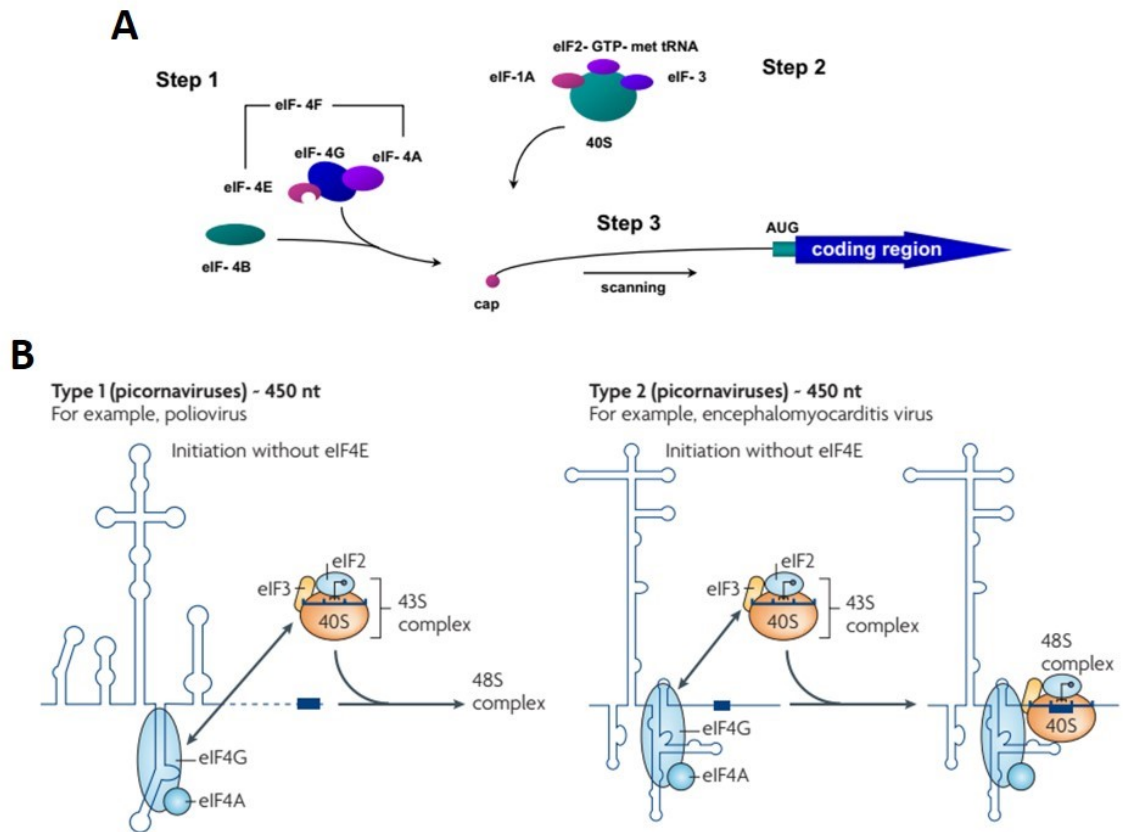 A
Step 1
eIF- 4F
eIF- 4G
eIF- 4A
eIF- 4E
eIF- 4B
eIF2- GTP- met tRNA
eIF-1A
eIF- 3
40S
Step 2
Step 3
AUG
coding region
scanning
cap
B
Type 1 (picornaviruses) ~ 450 nt
For example, poliovirus
Initiation without eIF4E
eIF2
eIF3
40S
43S
complex
48S
complex
eIF4G
eIF4A
Type 2 (picornaviruses) ~ 450 nt
For example, encephalomyocarditis virus
Initiation without eIF4E
eIF2
eIF3
40S
43S
complex
eIF4G
eIF4A
48S
complex
40S